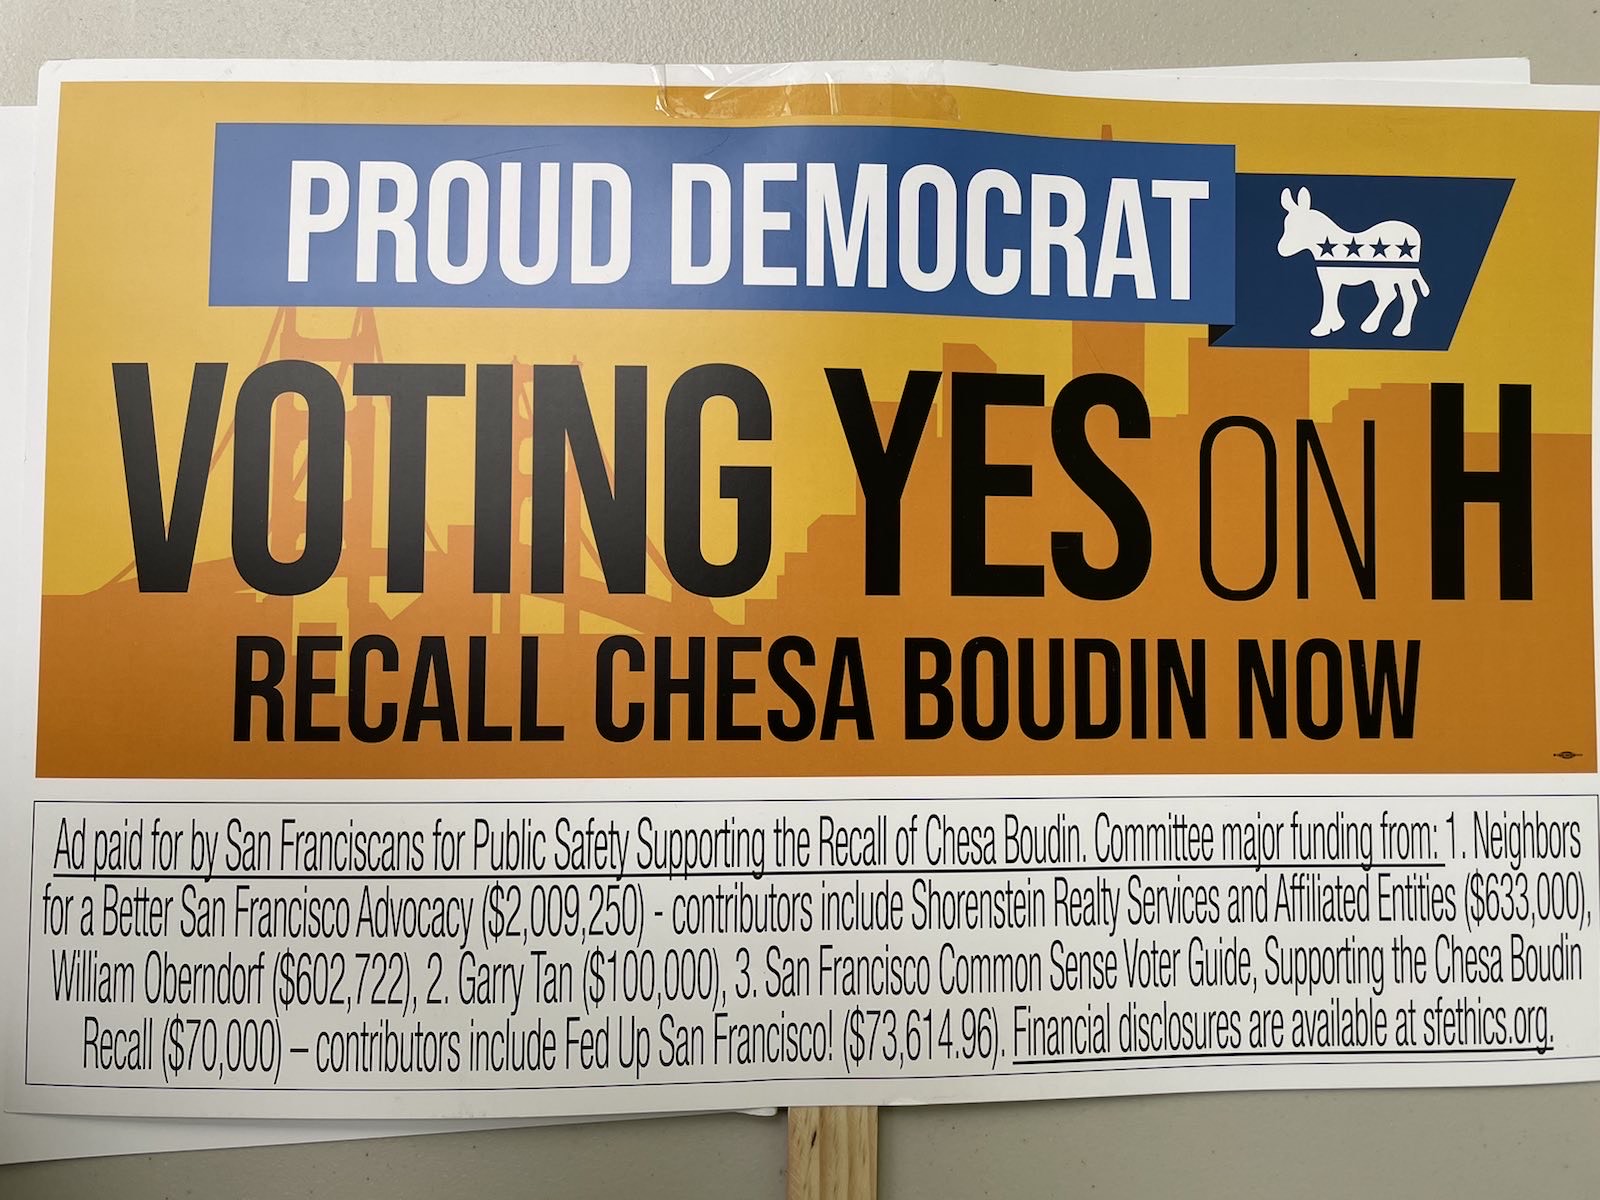 PROUD DEMOCRAT
VOTING YES ON H
RECALL CHESA BOUDIN NOW
Ad paid for by San Franciscans for Public Safety Supporting the Recall of Chesa Boudin. Committee major funding from: 1. Neighbors
for a Better San Francisco Advocacy ($2,009,250) - contributors include Shorenstein Realty Services and Affiliated Entities ($633,000),
William Oberndorf ($602,722), 2. Garry Tan ($100,000), 3. San Francisco Common Sense Voter Guide, Supporting the Chesa Boudin
Recall ($70,000) – contributors include Fed Up San Francisco! ($73,614.96). Financial disclosures are available at sfethics.org.